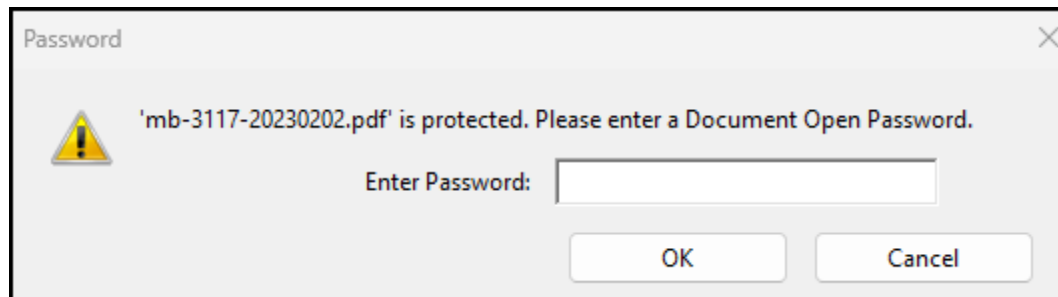 Password
'mb-3117-20230202.pdf' is protected. Please enter a Document Open Password.
Enter Password:
OK
Cancel